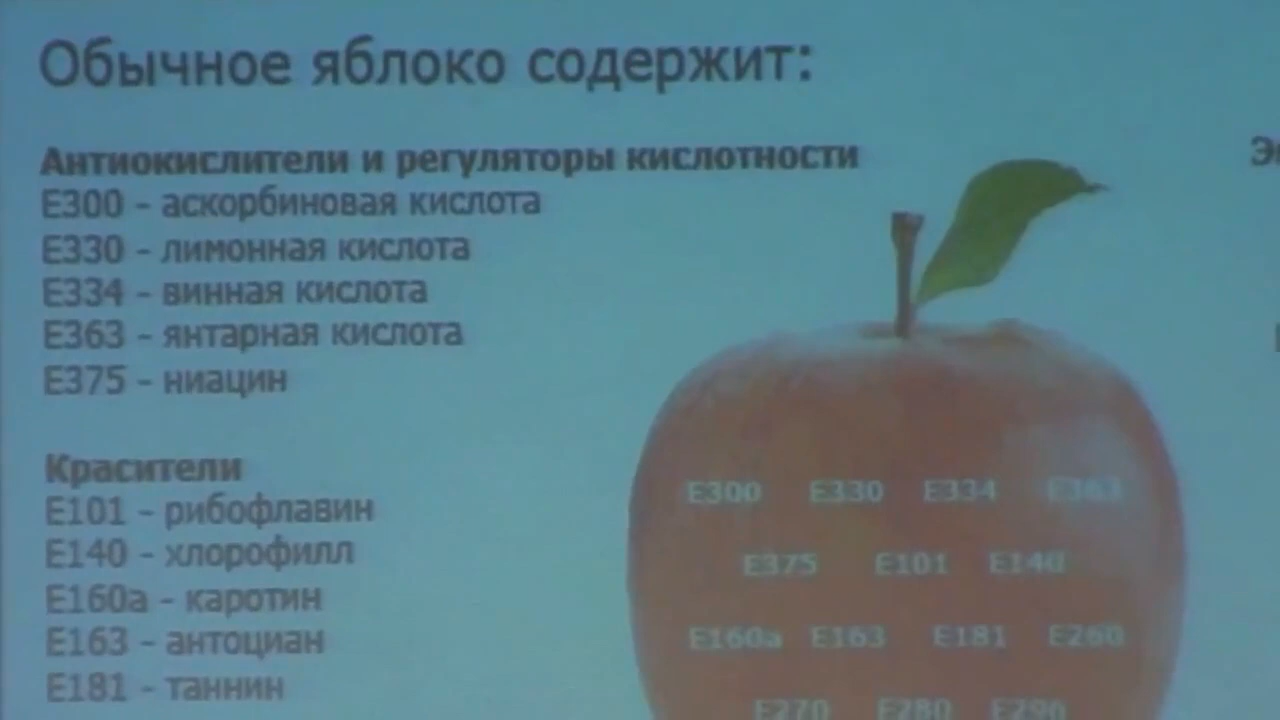 Обычное яблоко содержит:
Антиокислители и регуляторы кислотности
Е300 - аскорбиновая кислота
Е330 - лимонная кислота
Е334 - винная кислота
Е363 - янтарная кислота
Е375 - ниацин
Красители
Е101 - рибофлавин
Е140 - хлорофилл
Е160а - каротин
Е163 - антоциан
Е181 - таннин
Е300 Е330 Е334 Е363
Е375 Е101 Е140
Е160а Е163 Е181 Е260
Е270 Е280 Е296